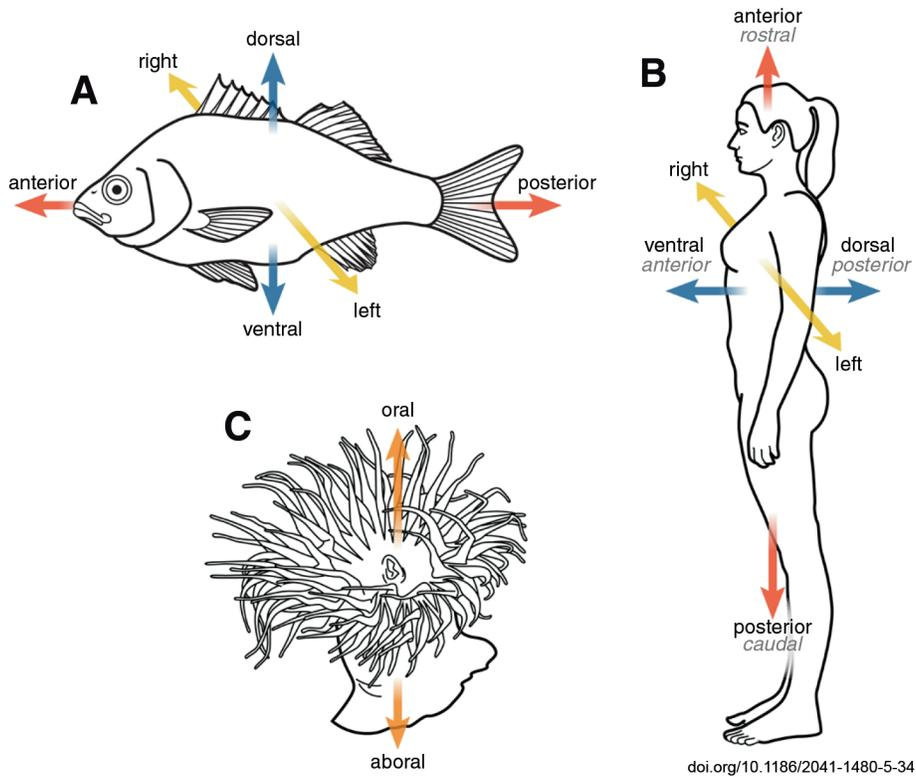 A
dorsal
right
anterior
posterior
left
ventral
B
anterior
rostral
right
ventral
anterior
dorsal
posterior
left
posterior
caudal
C
oral
aboral
doi.org/10.1186/2041-1480-5-34